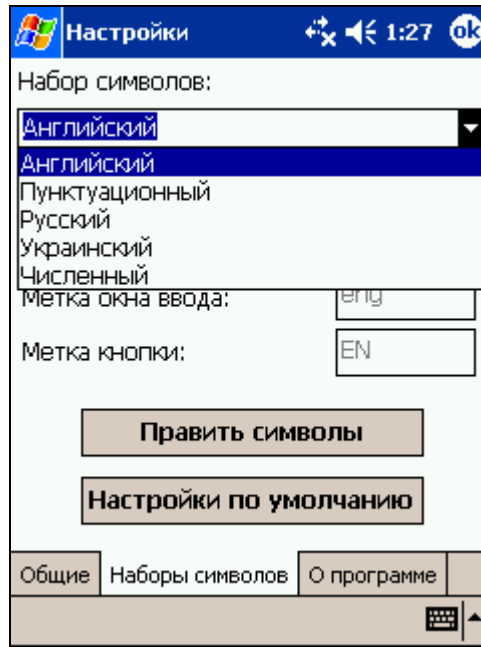 Настройки 1:27 ok
Набор символов:
Английский
Английский
Пунктуационный
Русский
Украинский
Численный
Метка окна ввода: eng
Метка кнопки: EN
Править символы
Настройки по умолчанию
Общие Наборы символов О программе